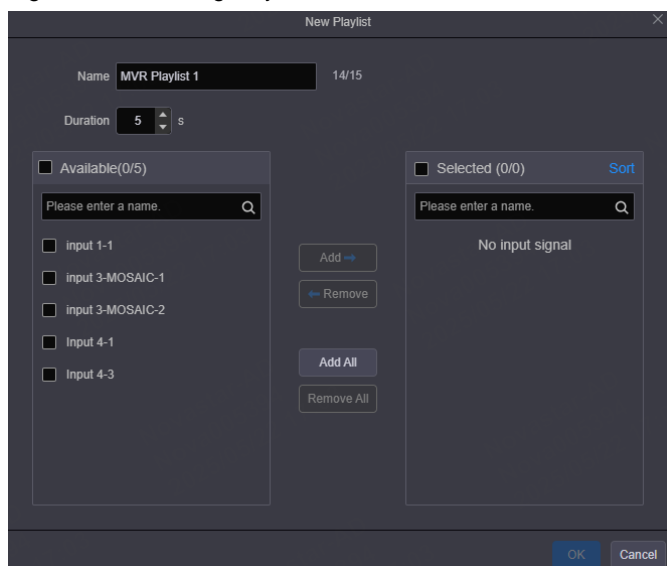 New Playlist
Name MVR Playlist 1 14/15
Duration 5 s
Available(0/5)
Please enter a name.
input 1-1
input 3-MOSAIC-1
input 3-MOSAIC-2
Input 4-1
Input 4-3
Add
Remove
Add All
Remove All
Selected (0/0) Sort
Please enter a name.
No input signal
OK Cancel